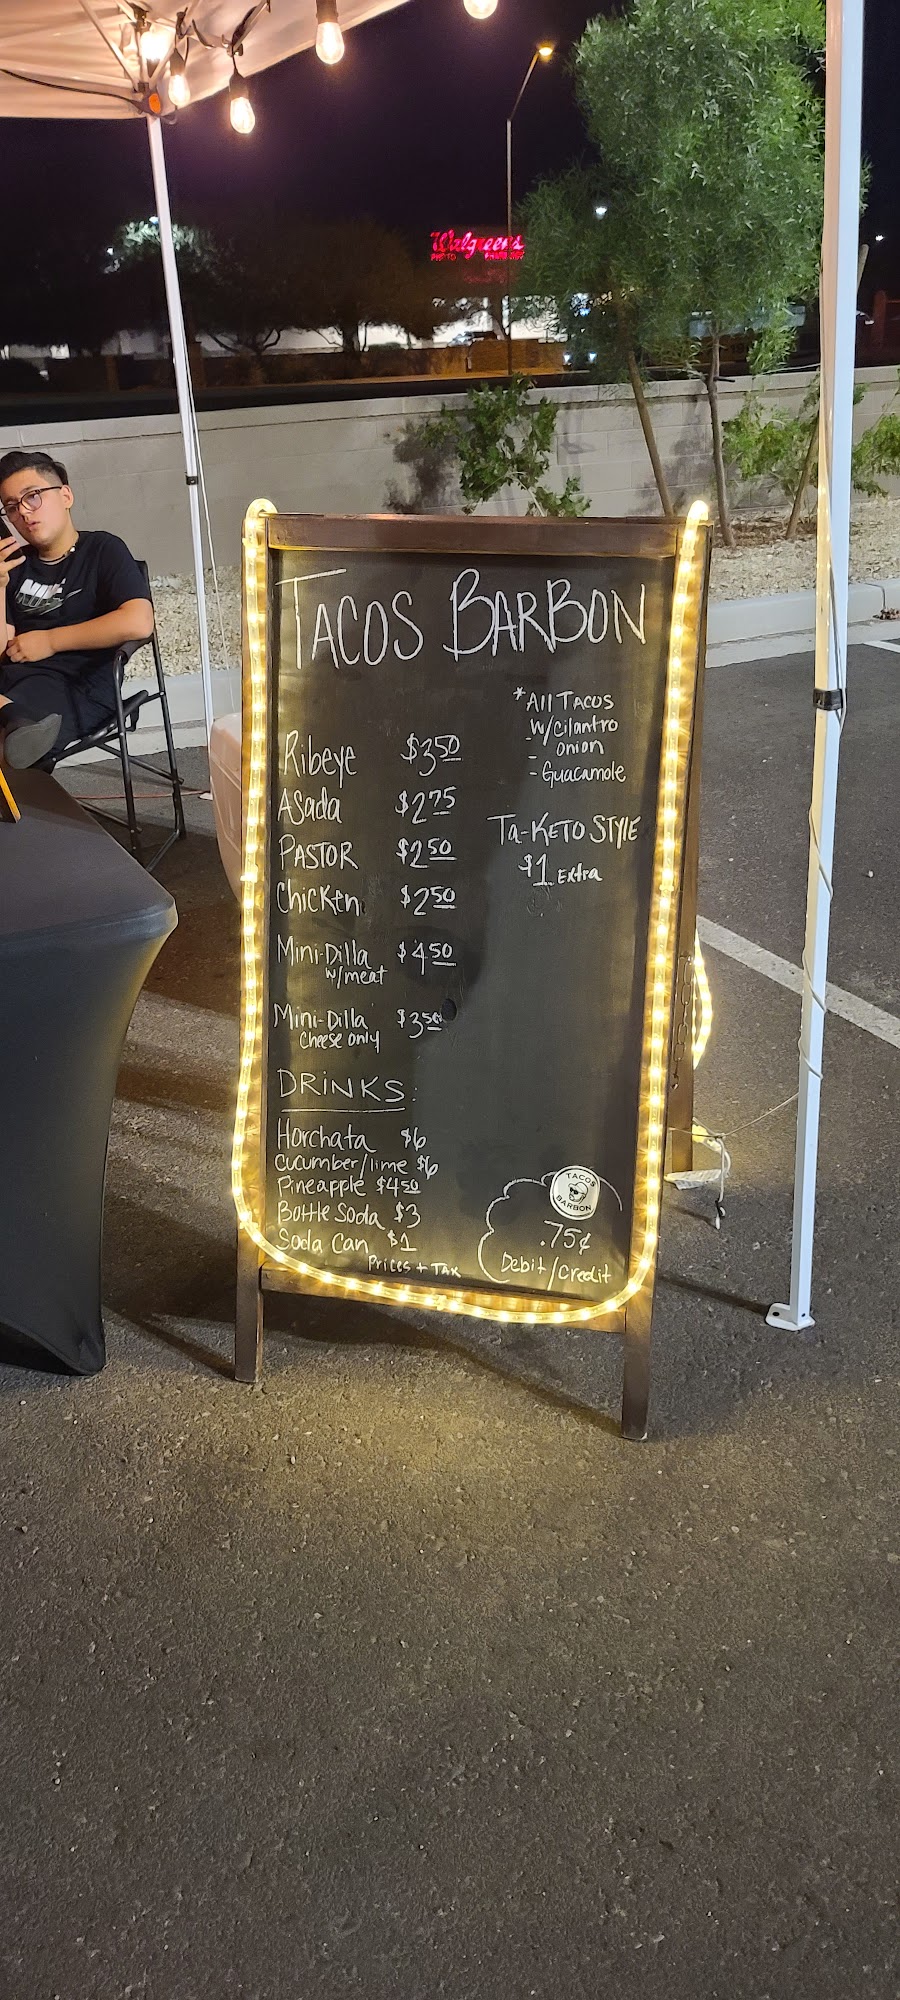 Walgreens
TACOS BARBON
*All TACOS
w/cilantro
- onion
- Guacamole
Ribeye $3.50
ASada $2.75
PASTOR $2.50
Chicken $2.50
Ta-KETO STYlE
$1 Extra
Mini-Dilla $4.50
w/meat
Mini-Dilla $3.50
Cheese only
DRiNKS:
Horchata $6
Cucumber/lime $6
Pineapple $4.50
Bottle Soda $3
Soda Can $1
Prices + TAX
TACOS
BARBON
.75¢
Debit/Credit